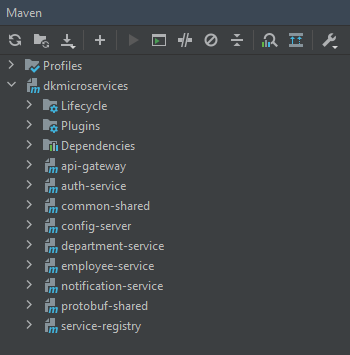 Maven
Profiles
dkmicroservices
Lifecycle
Plugins
Dependencies
api-gateway
auth-service
common-shared
config-server
department-service
employee-service
notification-service
protobuf-shared
service-registry